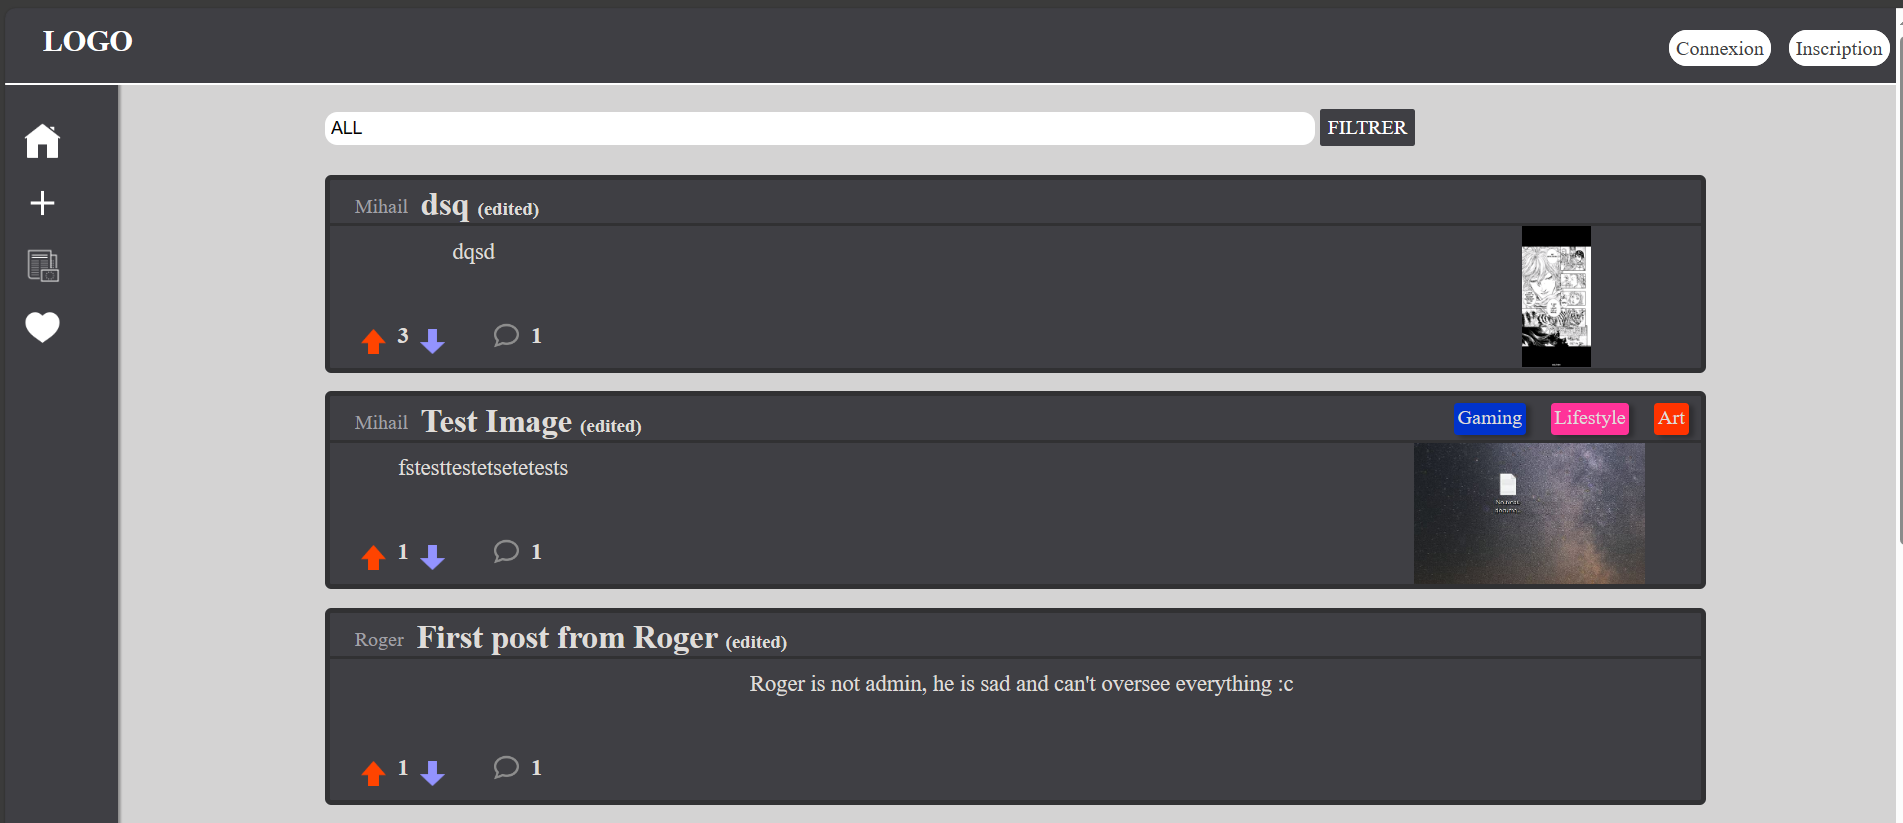 LOGO
Connexion Inscription
ALL FILTRER
Mihail dsq (edited)
dqsd
3 1
Mihail Test Image (edited) Gaming Lifestyle Art
fstesttestetsetetests
1 1
Roger First post from Roger (edited)
Roger is not admin, he is sad and can't oversee everything :c
1 1